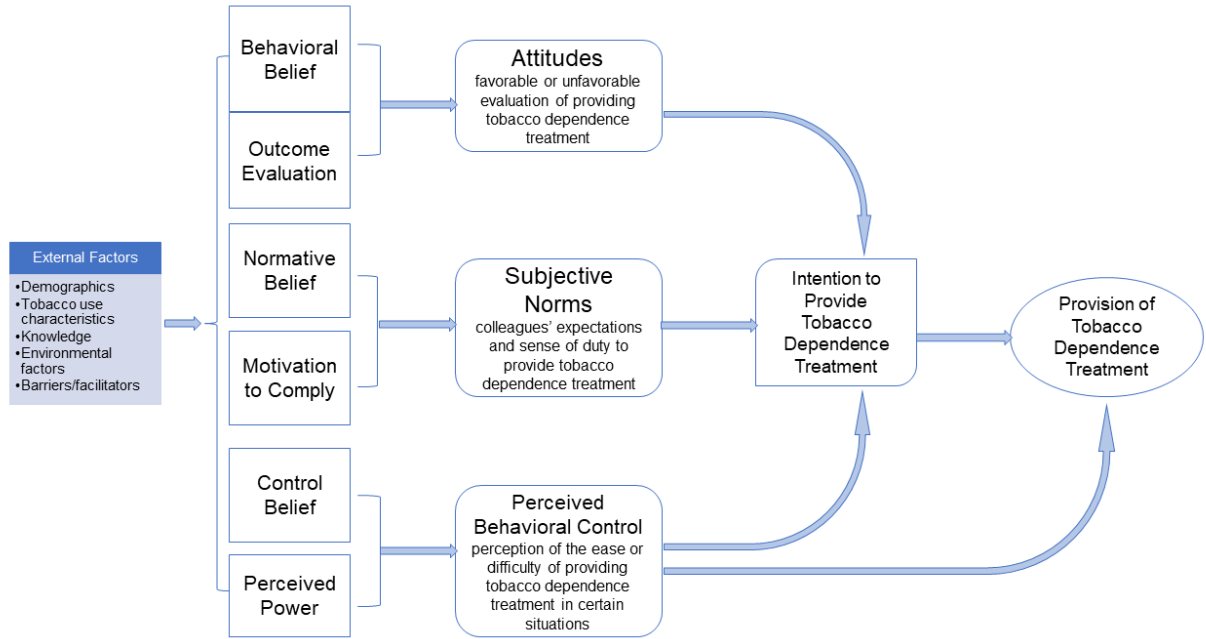 External Factors
•Demographics
•Tobacco use
characteristics
•Knowledge
•Environmental
factors
•Barriers/facilitators
Behavioral
Belief
Outcome
Evaluation
Normative
Belief
Motivation
to Comply
Control
Belief
Perceived
Power
Attitudes
favorable or unfavorable
evaluation of providing
tobacco dependence
treatment
Subjective
Norms
colleagues’ expectations
and sense of duty to
provide tobacco
dependence treatment
Perceived
Behavioral Control
perception of the ease or
difficulty of providing
tobacco dependence
treatment in certain
situations
Intention to
Provide
Tobacco
Dependence
Treatment
Provision of
Tobacco
Dependence
Treatment